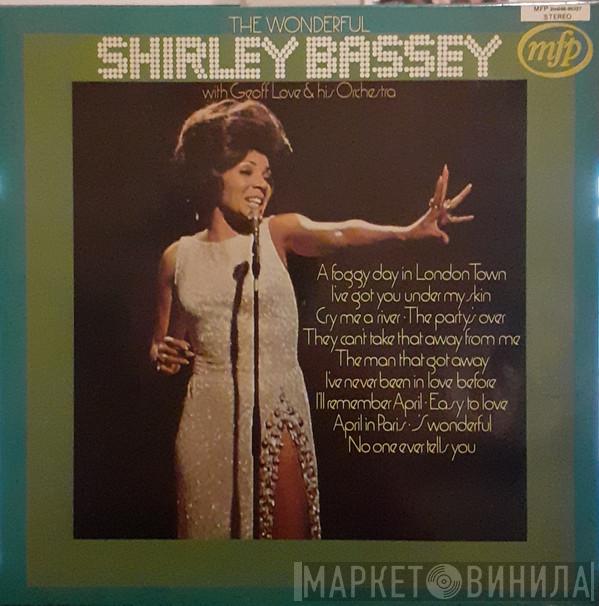 THE WONDERFUL
SHIRLEY BASSEY
with Geoff Love & his Orchestra
MFP
STEREO
mfp
A foggy day in London Town
I've got you under my skin
Cry me a river · The party's over
They can't take that away from me
The man that got away
I've never been in love before
I'll remember April · Easy to love
April in Paris · 'S wonderful
No one ever tells you
МАРКЕТ ВИНИЛА